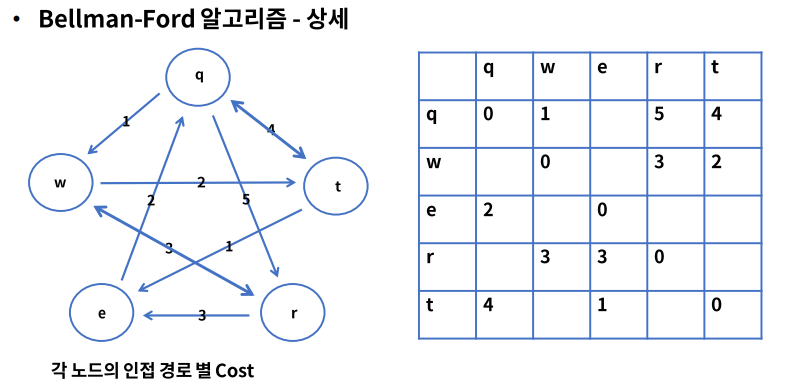 • Bellman-Ford 알고리즘 - 상세
q
1
4
w
2
t
2
5
3
1
e
3
r
각 노드의 인접 경로 별 Cost
q w e r t
q 0 1 5 4
w 0 3 2
e 2 0
r 3 3 0
t 4 1 0